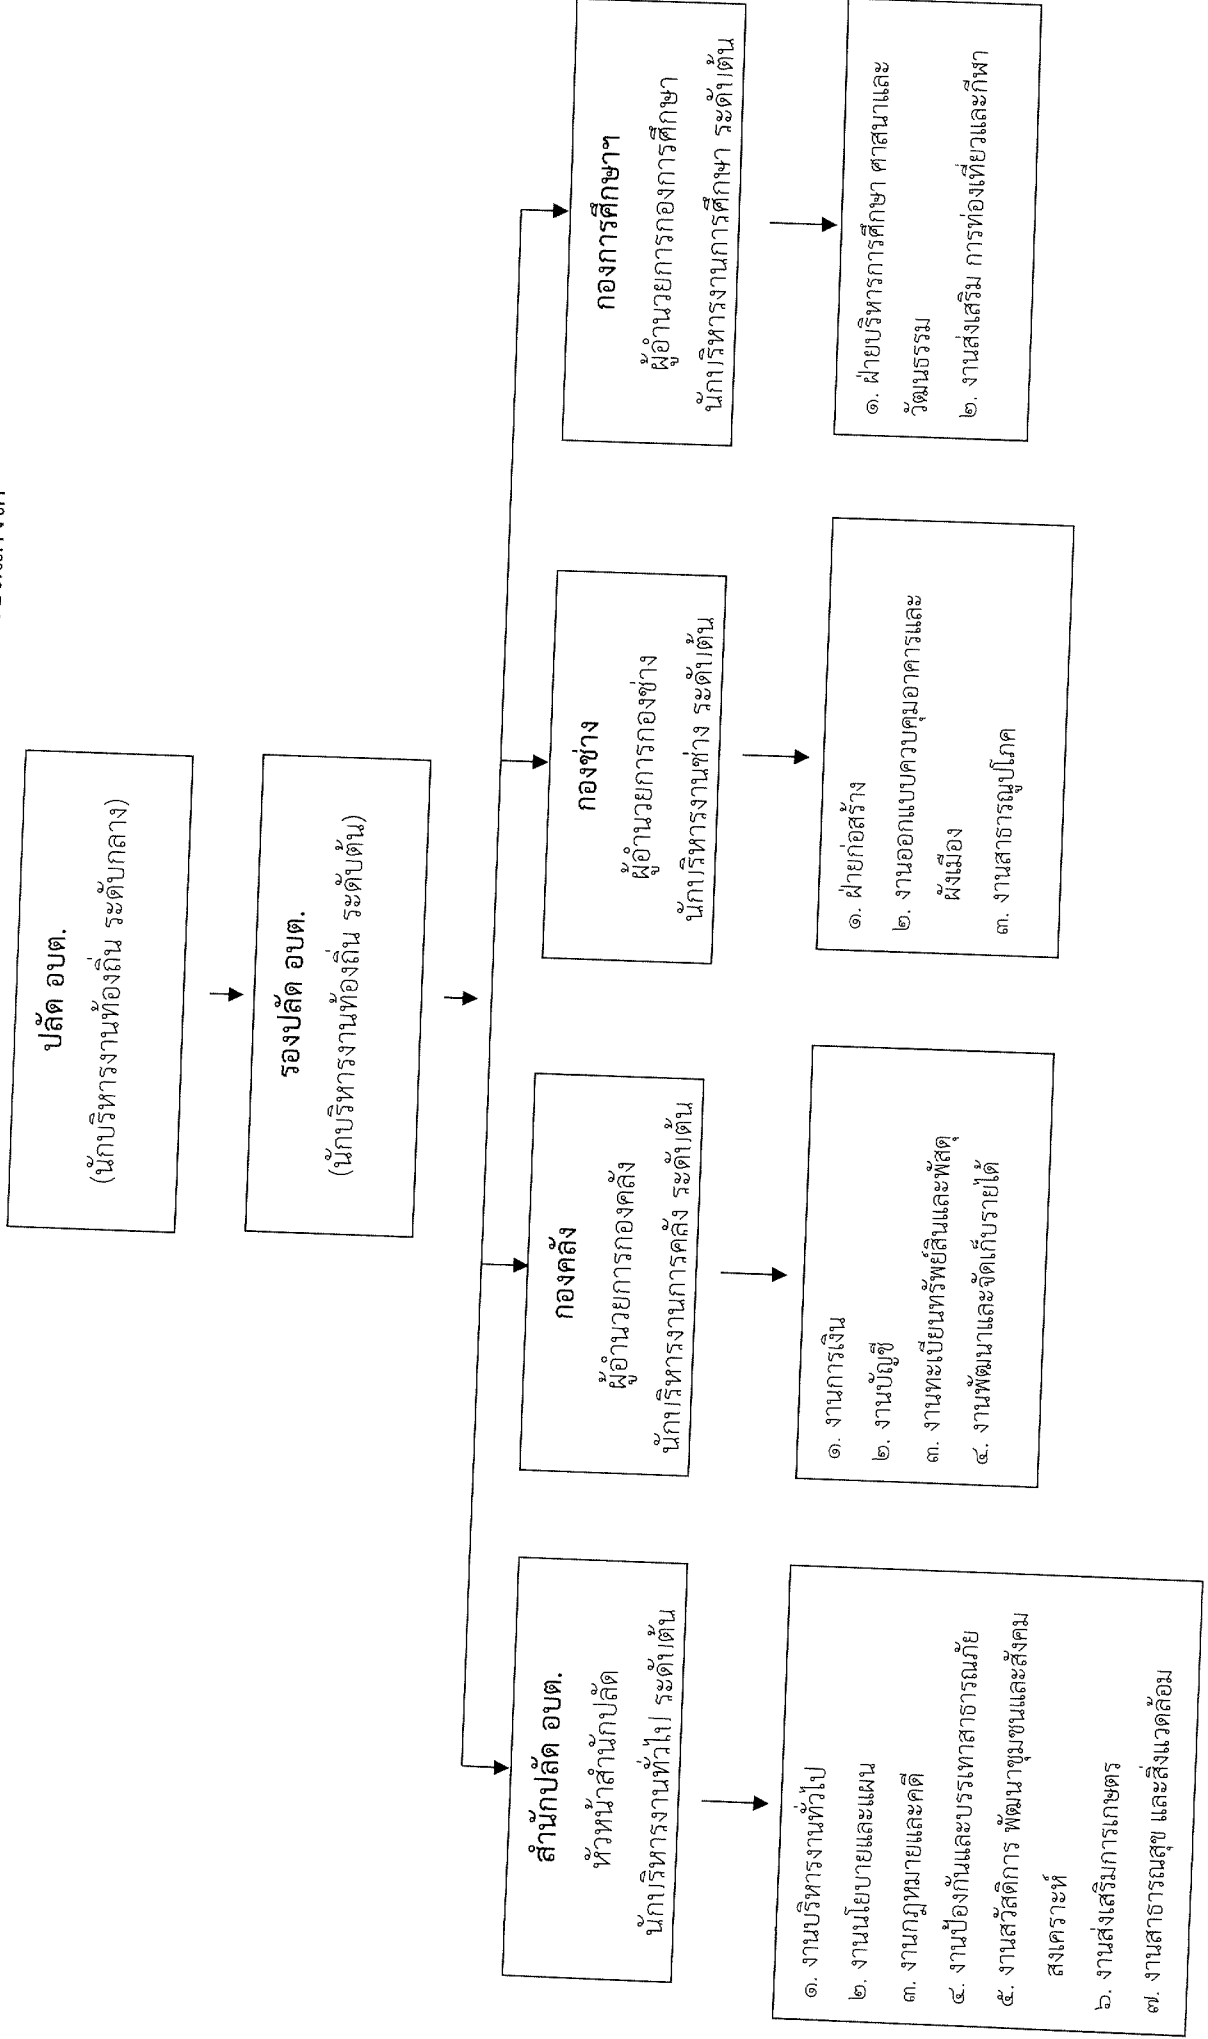 ปลัด อบต.
(นักบริหารงานท้องถิ่น ระดับกลาง)
รองปลัด อบต.
(นักบริหารงานท้องถิ่น ระดับต้น)
สำนักปลัด อบต.
หัวหน้าสำนักปลัด
นักบริหารงานทั่วไป ระดับต้น
กองคลัง
ผู้อำนวยการกองคลัง
นักบริหารงานการคลัง ระดับต้น
กองช่าง
ผู้อำนวยการกองช่าง
นักบริหารงานช่าง ระดับต้น
กองการศึกษาฯ
ผู้อำนวยการกองการศึกษา
นักบริหารงานการศึกษา ระดับต้น
๑. งานบริหารงานทั่วไป
๒. งานนโยบายและแผน
๓. งานกฎหมายและคดี
๔. งานป้องกันและบรรเทาสาธารณภัย
๕. งานสวัสดิการ พัฒนาชุมชนและสังคม
สงเคราะห์
๖. งานส่งเสริมการเกษตร
๗. งานสาธารณสุข และสิ่งแวดล้อม
๑. งานการเงิน
๒. งานบัญชี
๓. งานทะเบียนทรัพย์สินและพัสดุ
๔. งานพัฒนาและจัดเก็บรายได้
๑. ฝ่ายก่อสร้าง
๒. งานออกแบบควบคุมอาคารและ
ผังเมือง
๓. งานสาธารณูปโภค
๑. ฝ่ายบริหารการศึกษา ศาสนาและ
วัฒนธรรม
๒. งานส่งเสริม การท่องเที่ยวและกีฬา